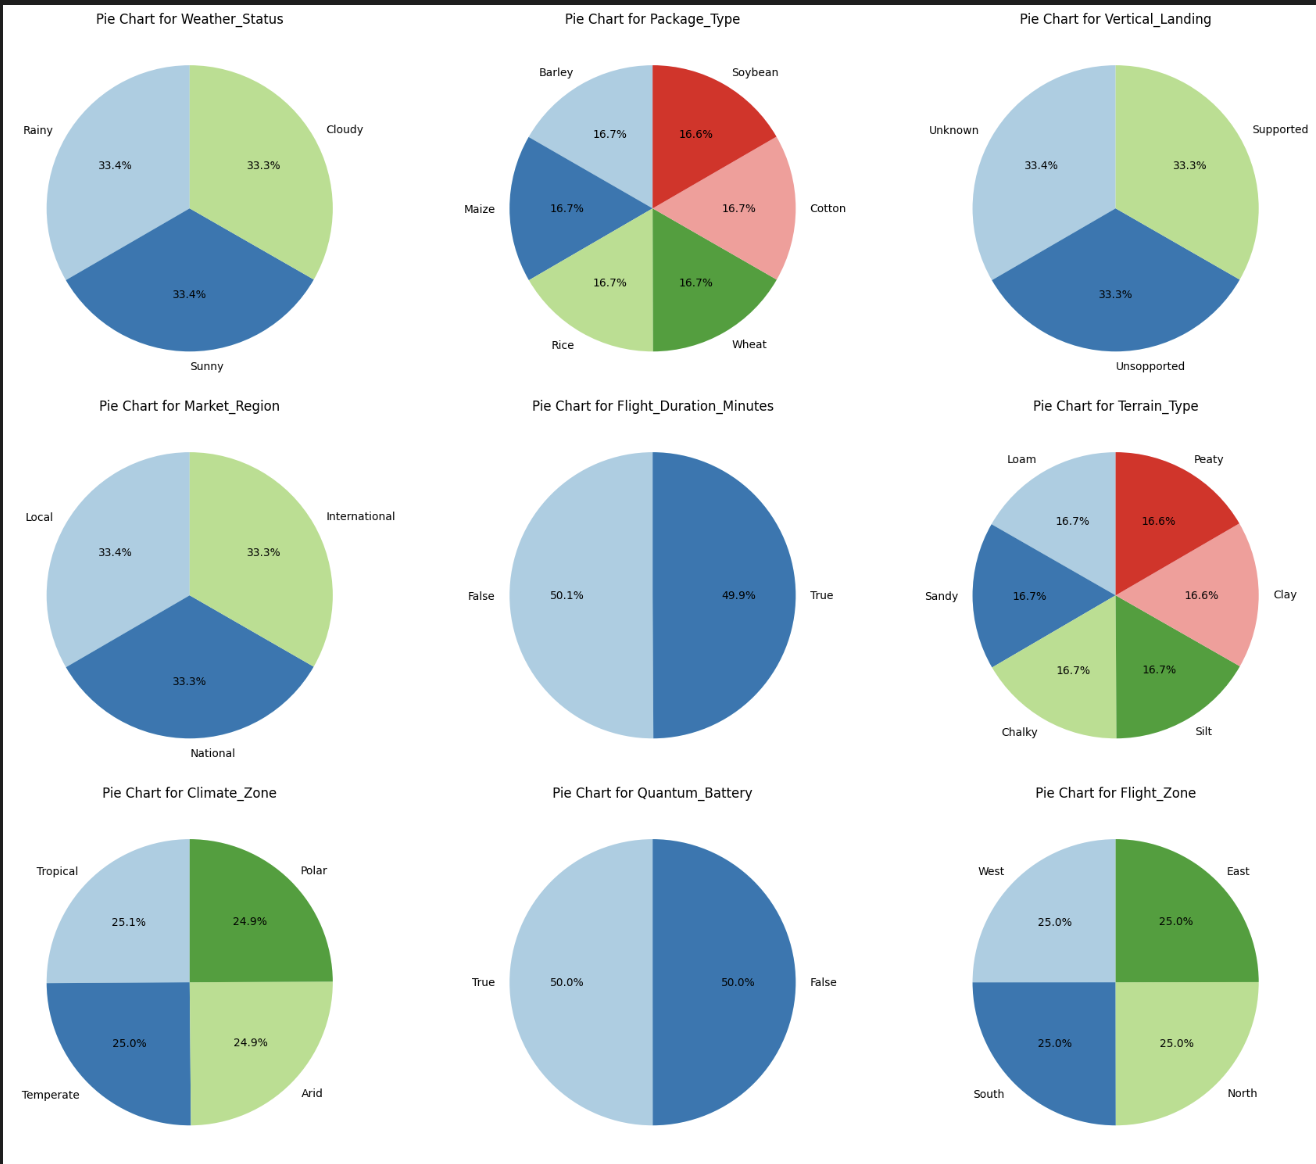 Pie Chart for Weather_Status
Rainy
33.4%
Cloudy
33.3%
33.4%
Sunny
Pie Chart for Package_Type
Barley
Soybean
16.7%
16.6%
Maize
16.7%
16.7%
Cotton
16.7%
16.7%
Rice
Wheat
Pie Chart for Vertical_Landing
Unknown
Supported
33.4%
33.3%
33.3%
Unsopported
Pie Chart for Market_Region
Local
International
33.4%
33.3%
33.3%
National
Pie Chart for Flight_Duration_Minutes
False
50.1%
49.9%
True
Pie Chart for Terrain_Type
Loam
Peaty
16.7%
16.6%
Sandy
16.7%
16.6%
Clay
16.7%
16.7%
Chalky
Silt
Pie Chart for Climate_Zone
Tropical
Polar
25.1%
24.9%
25.0%
24.9%
Temperate
Arid
Pie Chart for Quantum_Battery
True
50.0%
50.0%
False
Pie Chart for Flight_Zone
West
East
25.0%
25.0%
25.0%
25.0%
South
North